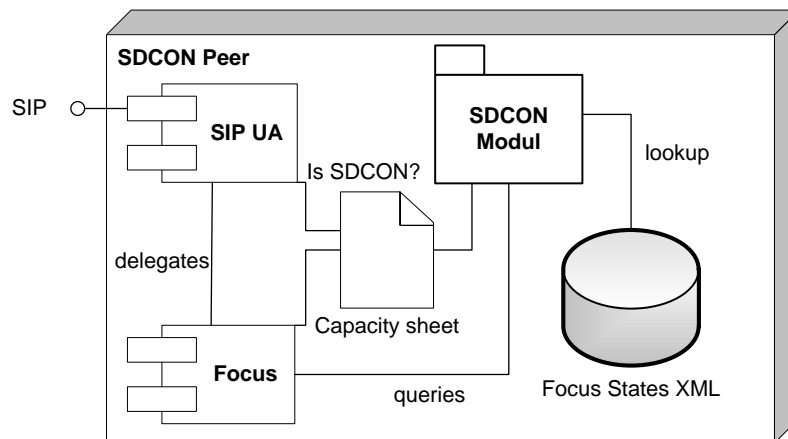 SDCON Peer
SIP
SIP UA
SDCON
Modul
Is SDCON?
lookup
delegates
Capacity sheet
Focus
queries
Focus States XML